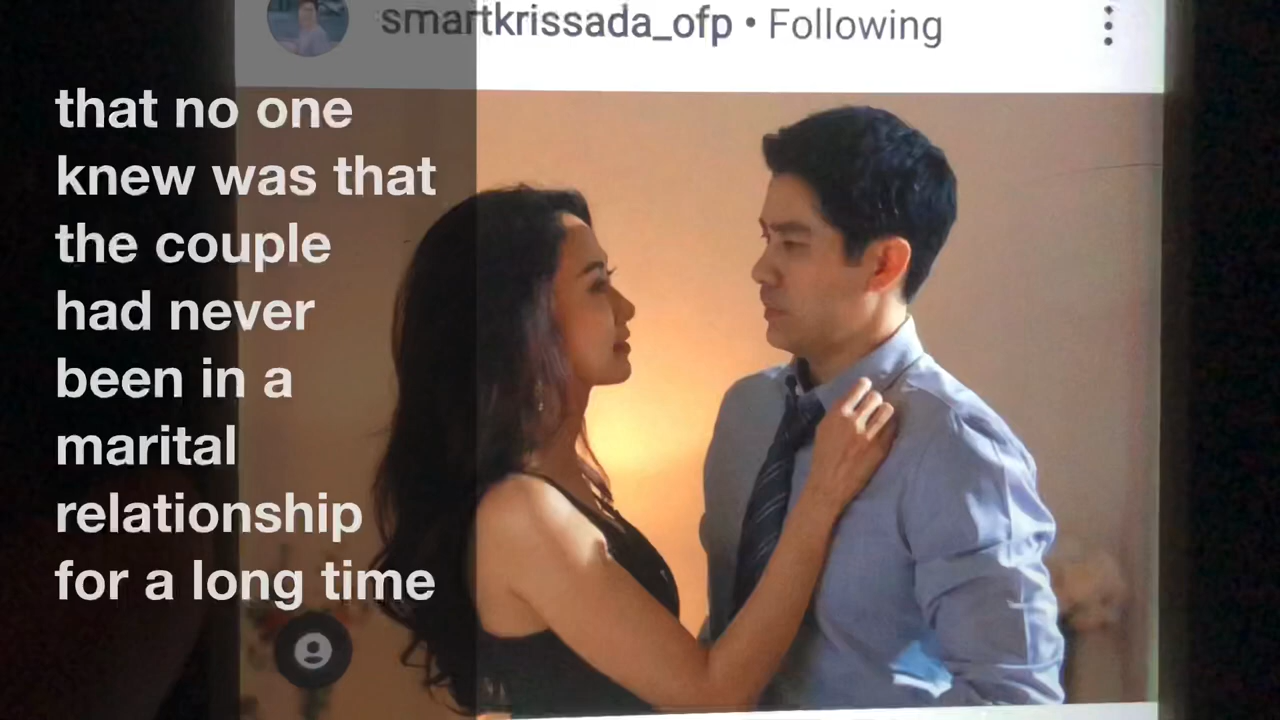 smartkrissada_ofp • Following
that no one
knew was that
the couple
had never
been in a
marital
relationship
for a long time